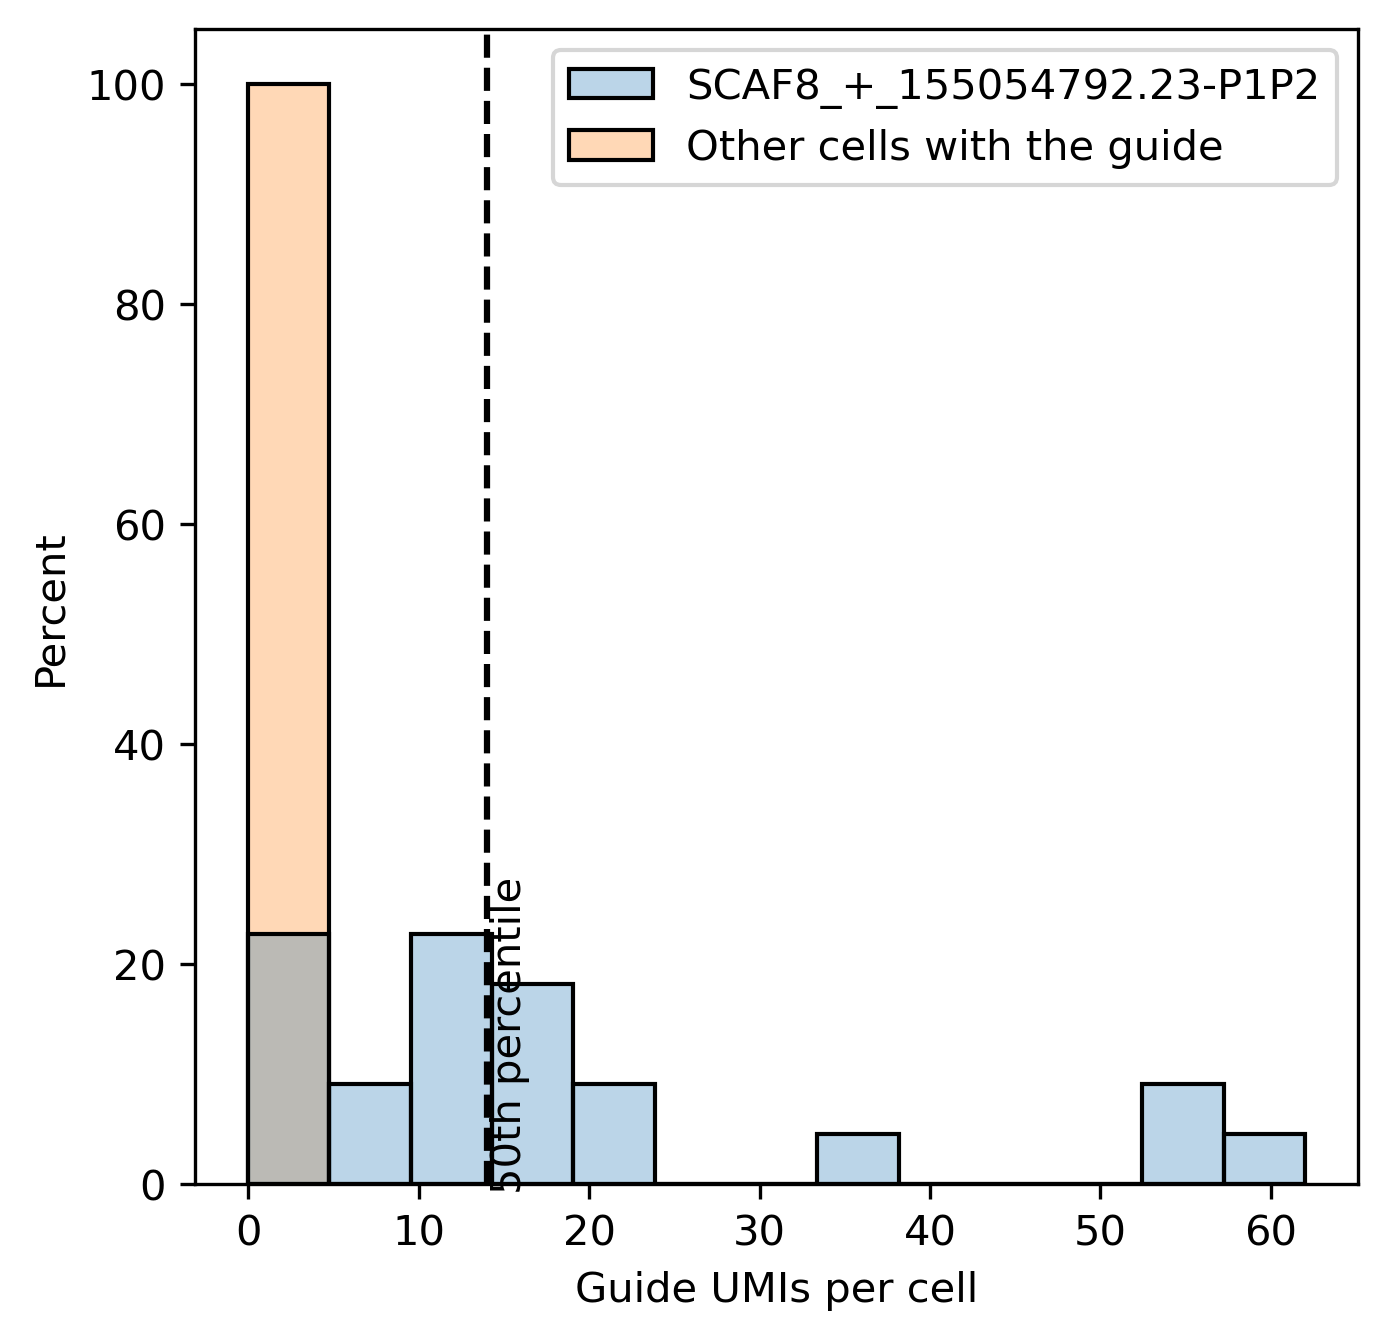 SCAF8_+_155054792.23-P1P2
Other cells with the guide
100
80
60
40
20
0
Percent
50th percentile
0 10 20 30 40 50 60
Guide UMIs per cell